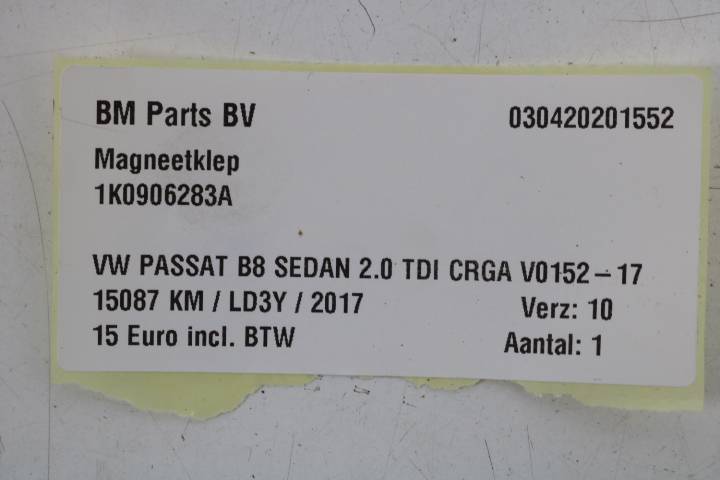 BM Parts BV 030420201552
Magneetklep
1K0906283A
VW PASSAT B8 SEDAN 2.0 TDI CRGA V0152-17
15087 KM / LD3Y / 2017 Verz: 10
15 Euro incl. BTW Aantal: 1